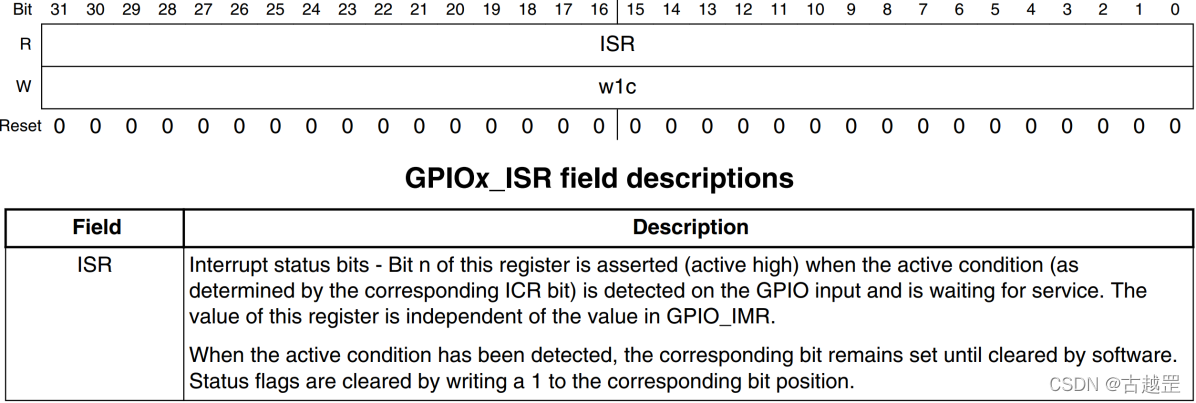 Bit 31 30 29 28 27 26 25 24 23 22 21 20 19 18 17 16 15 14 13 12 11 10 9 8 7 6 5 4 3 2 1 0
R ISR
W w1c
Reset 0 0 0 0 0 0 0 0 0 0 0 0 0 0 0 0 0 0 0 0 0 0 0 0 0 0 0 0 0 0 0 0
GPIOx_ISR field descriptions
Field Description
ISR Interrupt status bits - Bit n of this register is asserted (active high) when the active condition (as
determined by the corresponding ICR bit) is detected on the GPIO input and is waiting for service. The
value of this register is independent of the value in GPIO_IMR.
When the active condition has been detected, the corresponding bit remains set until cleared by software.
Status flags are cleared by writing a 1 to the corresponding bit position.
CSDN @古越罡